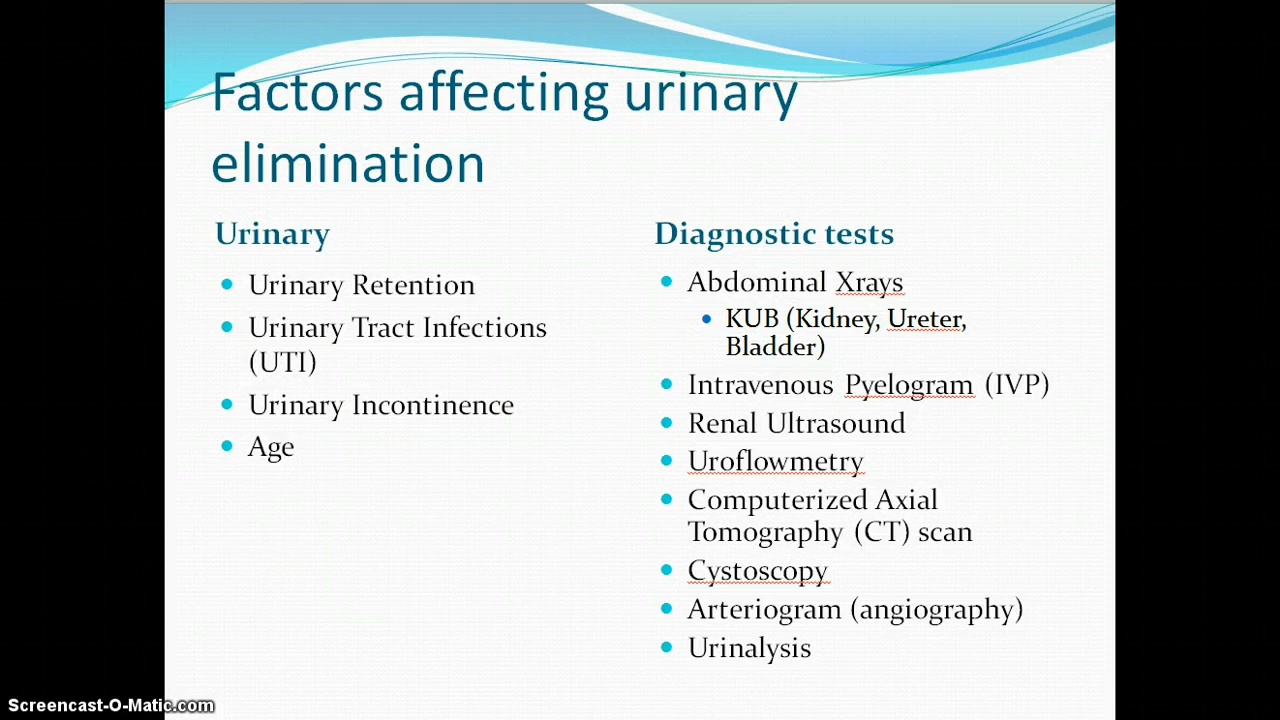 Factors affecting urinary
elimination
Urinary
Urinary Retention
Urinary Tract Infections
(UTI)
Urinary Incontinence
Age
Diagnostic tests
Abdominal Xrays
KUB (Kidney, Ureter,
Bladder)
Intravenous Pyelogram (IVP)
Renal Ultrasound
Uroflowmetry
Computerized Axial
Tomography (CT) scan
Cystoscopy
Arteriogram (angiography)
Urinalysis
Screencast-O-Matic.com